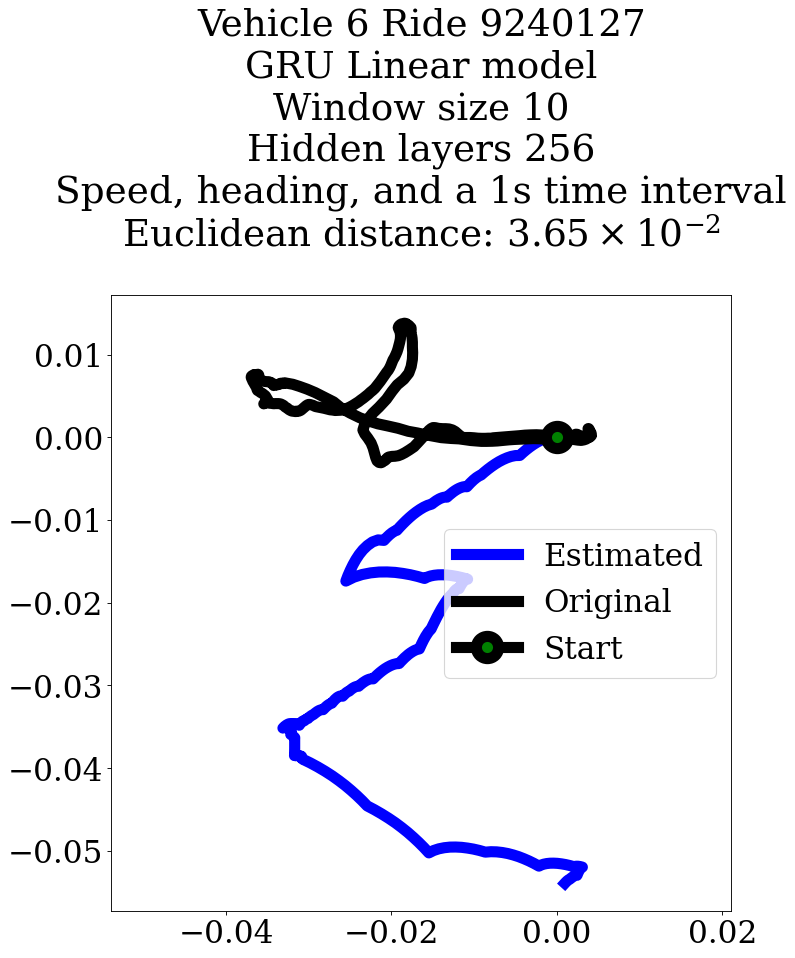 Vehicle 6 Ride 9240127
GRU Linear model
Window size 10
Hidden layers 256
Speed, heading, and a 1s time interval
Euclidean distance: 3.65 × 10⁻²
0.01
0.00
−0.01
−0.02
−0.03
−0.04
−0.05
Estimated
Original
Start
−0.04 −0.02 0.00 0.02